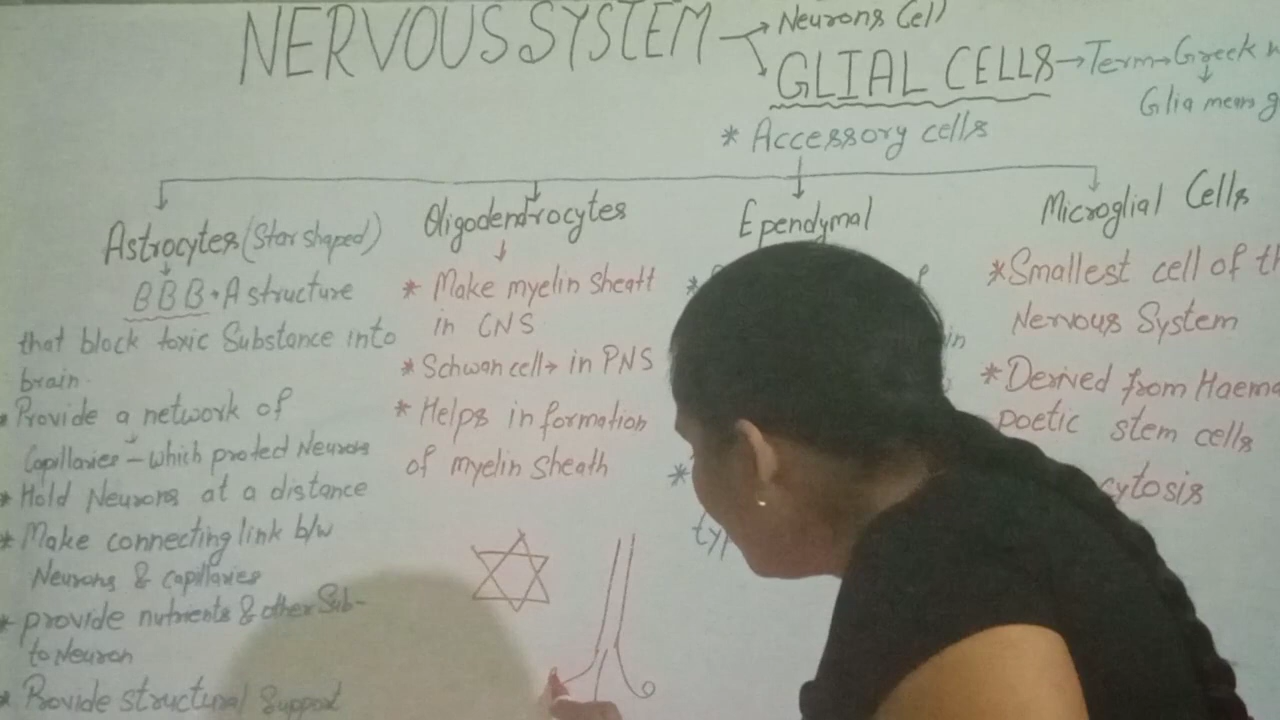 NERVOUS SYSTEM → Neurons Cell
GLIAL CELLS → Term → Greek
Glia means
* Accessory cells
Astrocytes (Star shaped)
BBB • A structure
that block toxic Substance into
brain.
• Provide a network of
Capillaries – which protect Neurons
* Hold Neurons at a distance
* Make connecting link b/w
Neurons & capillaries
* provide nutrients & other Sub-
to Neuron
* Provide structural Support
Oligodendrocytes
* Make myelin Sheatt
in CNS
* Schwan cell → in PNS
* Helps in formation
of myelin Sheath
Ependymal
*
in
*
Microglial Cells
* Smallest cell of
Nervous System
* Derived from Haema
poetic stem cells
cytosis